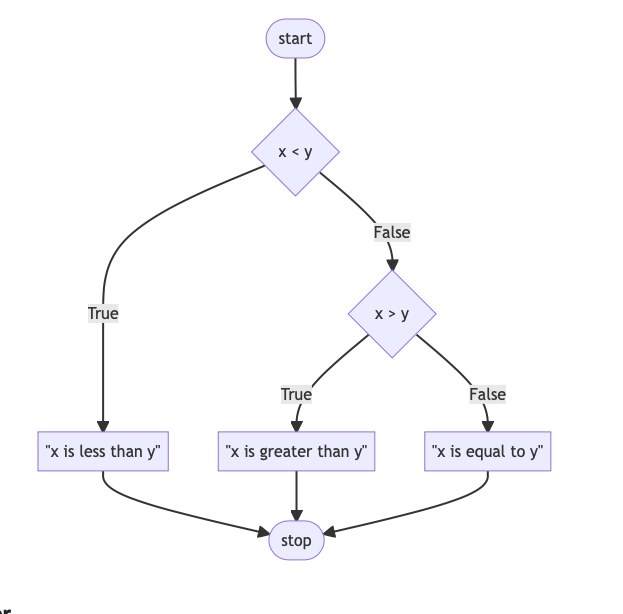 start
x < y
False
True
x > y
True
False
"x is less than y"
"x is greater than y"
"x is equal to y"
stop